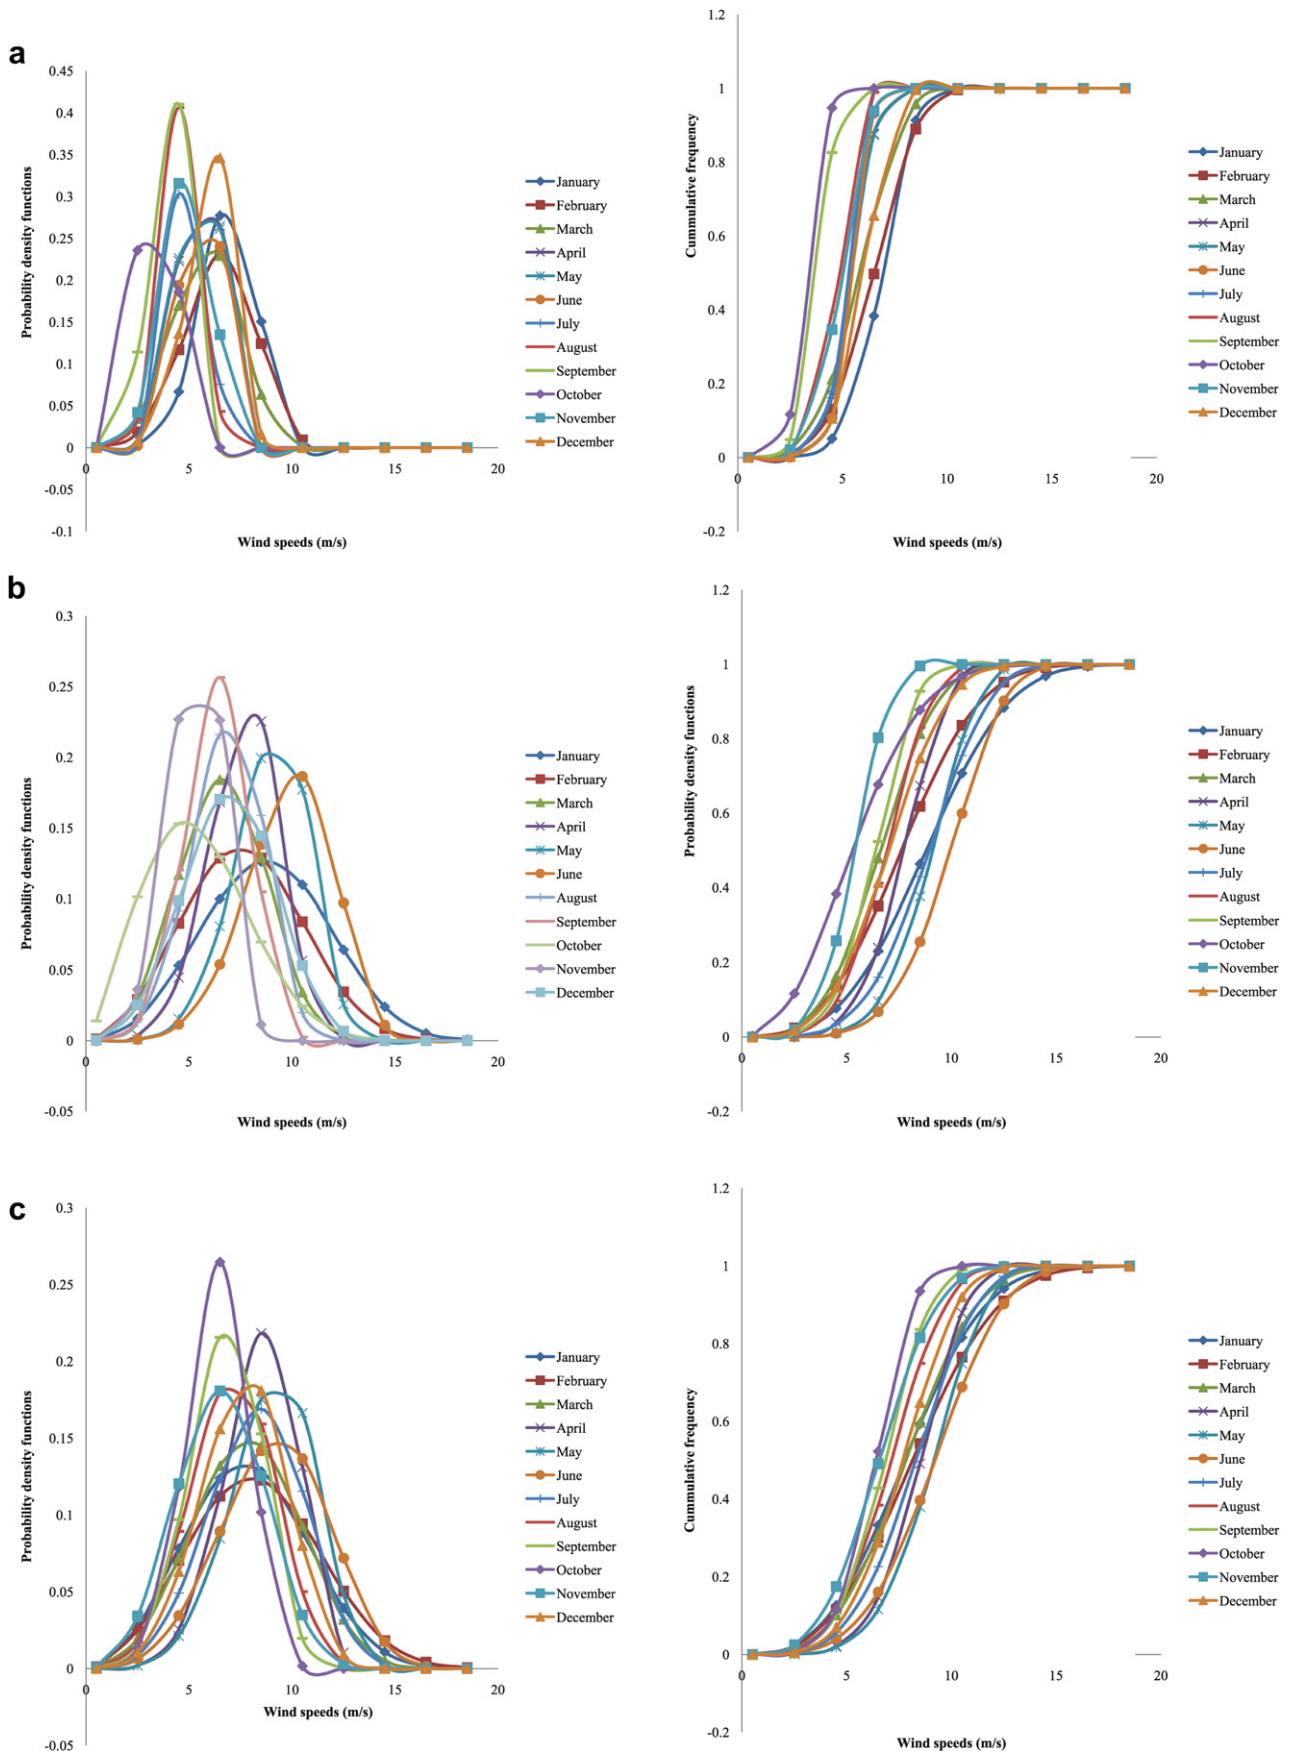 a
0.45
0.4
0.35
0.3
0.25
0.2
0.15
0.1
0.05
0
-0.05
-0.1
0
5
10
15
20
Probability density functions
Wind speeds (m/s)
January
February
March
April
May
June
July
August
September
October
November
December
1.2
1
0.8
0.6
0.4
0.2
0
-0.2
0
5
10
15
20
Cummulative frequency
Wind speeds (m/s)
January
February
March
April
May
June
July
August
September
October
November
December
b
0.3
0.25
0.2
0.15
0.1
0.05
0
-0.05
0
5
10
15
20
Probability density functions
Wind speeds (m/s)
January
February
March
April
May
June
August
September
October
November
December
1.2
1
0.8
0.6
0.4
0.2
0
-0.2
0
5
10
15
20
Probability density functions
Wind speeds (m/s)
January
February
March
April
May
June
July
August
September
October
November
December
c
0.3
0.25
0.2
0.15
0.1
0.05
0
-0.05
0
5
10
15
20
Probability density functions
Wind speeds (m/s)
January
February
March
April
May
June
July
August
September
October
November
December
1.2
1
0.8
0.6
0.4
0.2
0
-0.2
0
5
10
15
20
Cummulative frequency
Wind speeds (m/s)
January
February
March
April
May
June
July
August
September
October
November
December